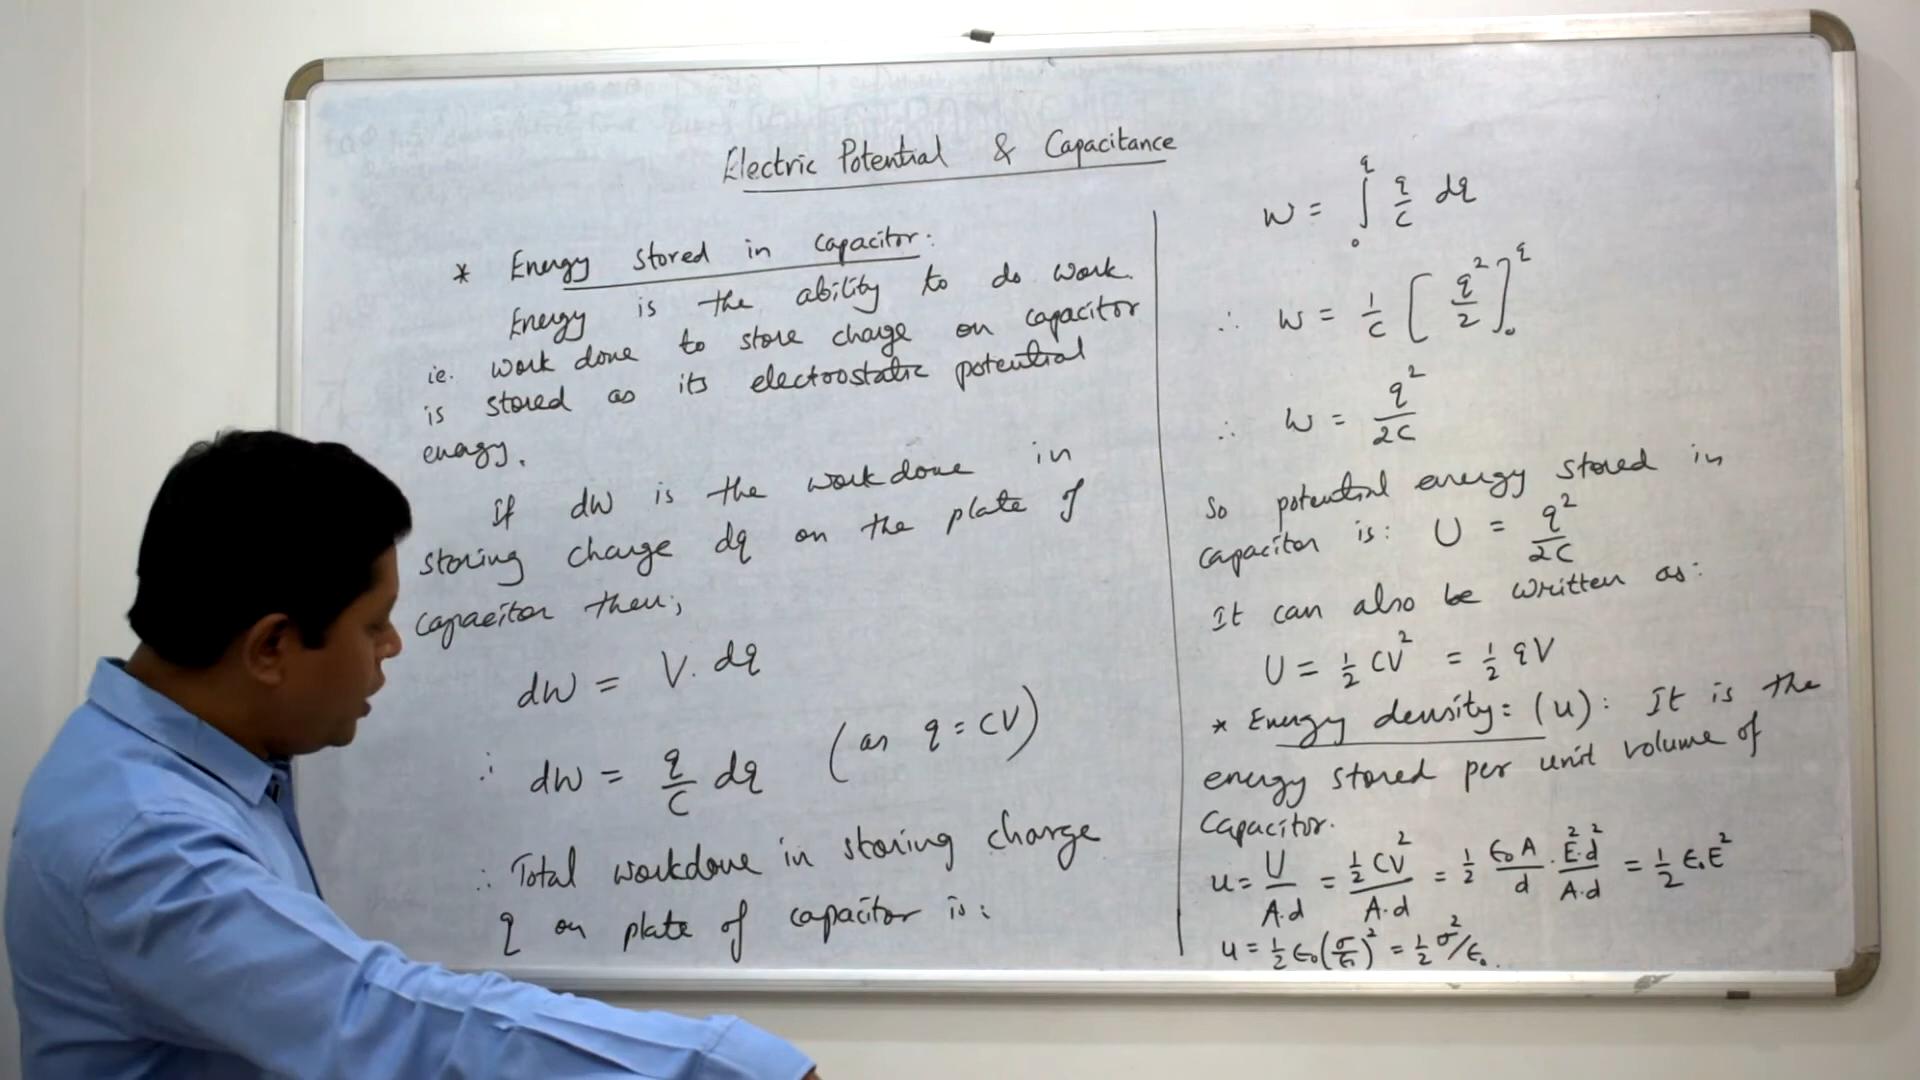 Electric Potential & Capacitance
* Energy stored in capacitor.
Energy is the ability to do work.
ie. work done to store charge on capacitor
is stored as its electrostatic potential
energy.
If dW is the workdone in
storing charge dq on the plate of
capacitor then;
dW = V. dq
∴ dW = q/C dq (as q = CV)
∴ Total workdone in storing charge
q on plate of capacitor is:
W = ∫₀^q q/C dq
∴ W = 1/C [q²/2]₀^q
∴ W = q²/2C
So potential energy stored in
capacitor is: U = q²/2C
It can also be written as:
U = ½ CV² = ½ qV
* Energy density: (u): It is the
energy stored per unit volume of
Capacitor.
u = U/A.d = ½CV²/A.d = ½ ε₀A/d . E².d²/A.d = ½ ε₀E²
u = ½ ε₀(σ/ε₀)² = ½ σ²/ε₀.